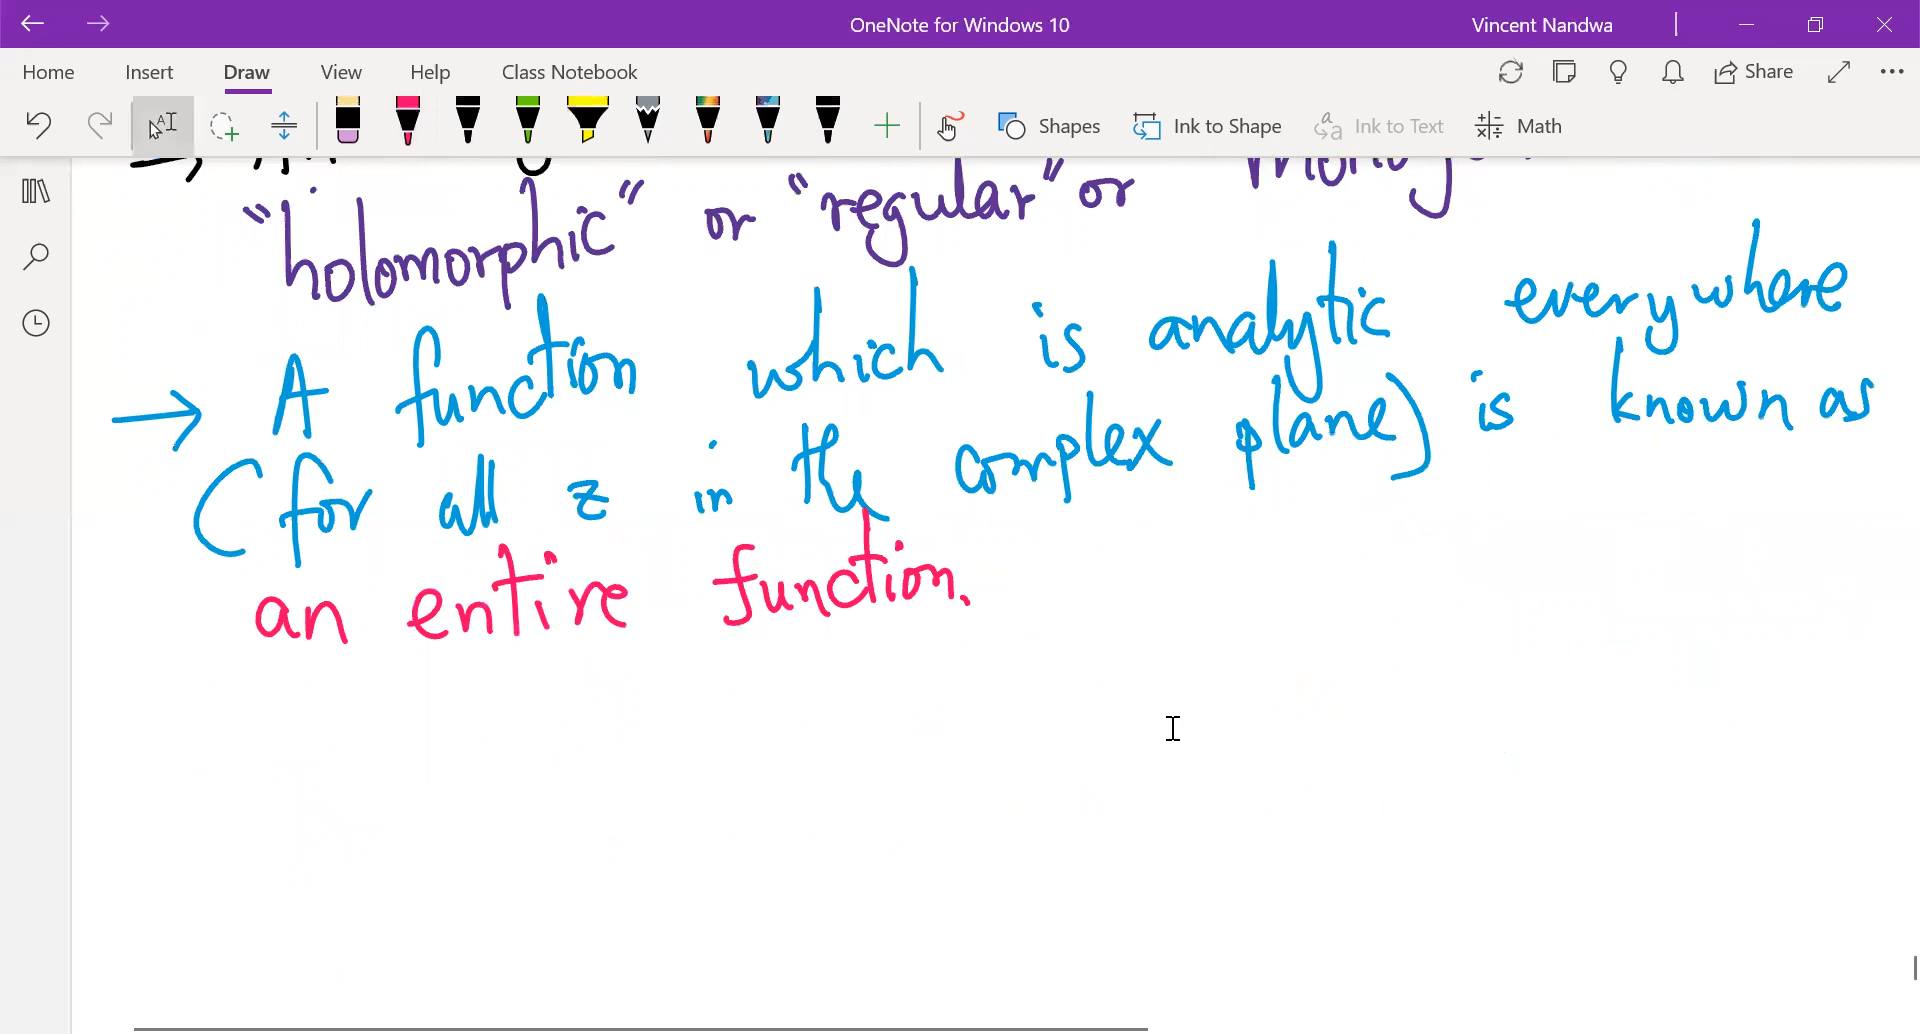 OneNote for Windows 10
Vincent Nandwa
Home Insert Draw View Help Class Notebook
Share
Shapes Ink to Shape Ink to Text Math
"holomorphic" or "regular" or
→ A function which is analytic everywhere
(for all z in the complex plane) is known as
an entire function.